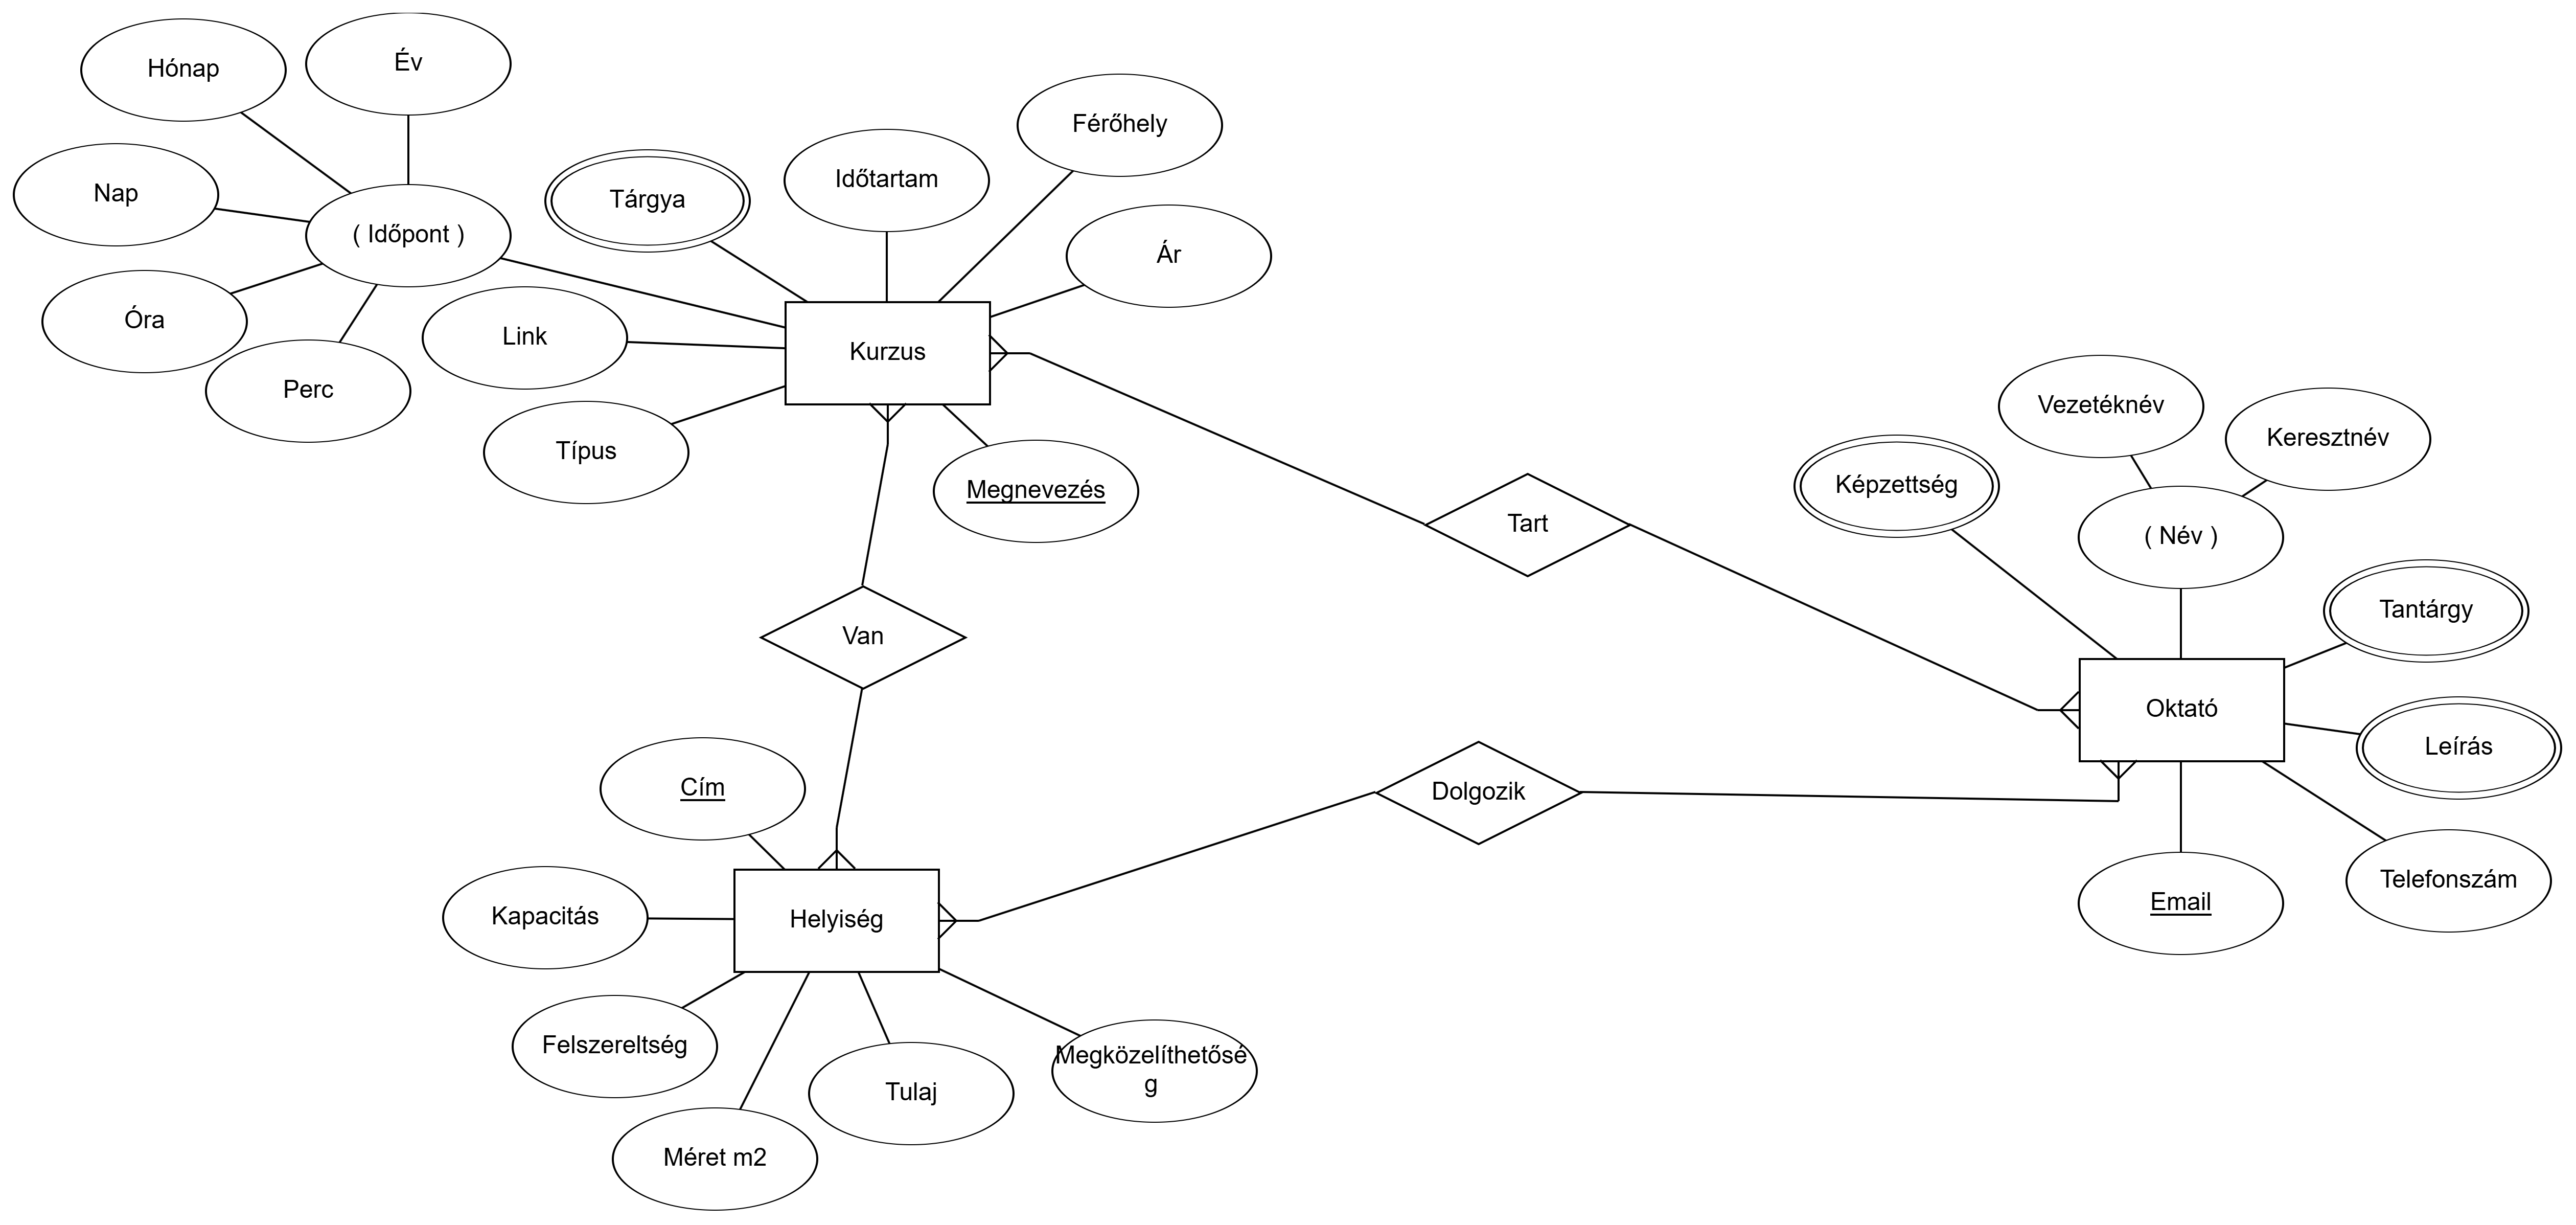 Év
Hónap
Férőhely
Időtartam
Nap
Tárgya
( Időpont )
Ár
Óra
Link
Kurzus
Perc
Vezetéknév
Keresztnév
Típus
Képzettség
Megnevezés
Tart
( Név )
Tantárgy
Van
Oktató
Leírás
Cím
Dolgozik
Telefonszám
Email
Kapacitás
Helyiség
Felszereltség
Megközelíthetősé
g
Tulaj
Méret m2